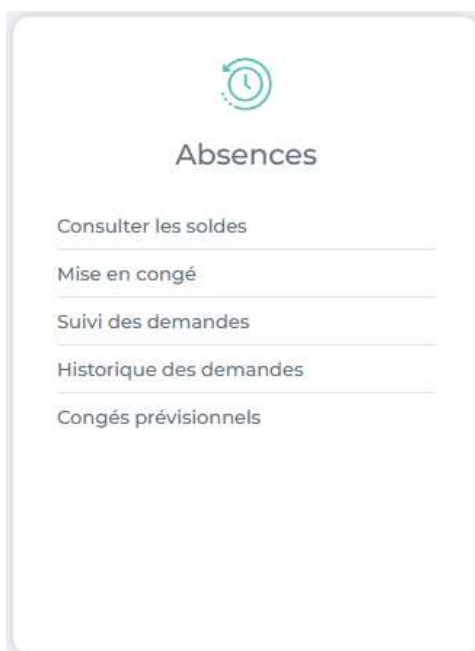 Absences
Consulter les soldes
Mise en congé
Suivi des demandes
Historique des demandes
Congés prévisionnels